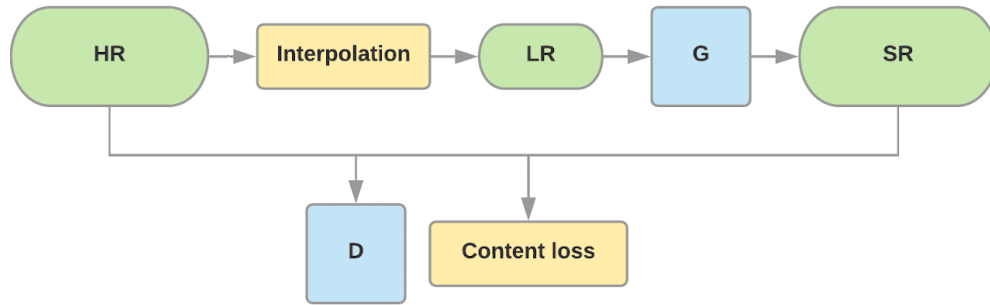 HR
Interpolation
LR
G
SR
D
Content loss